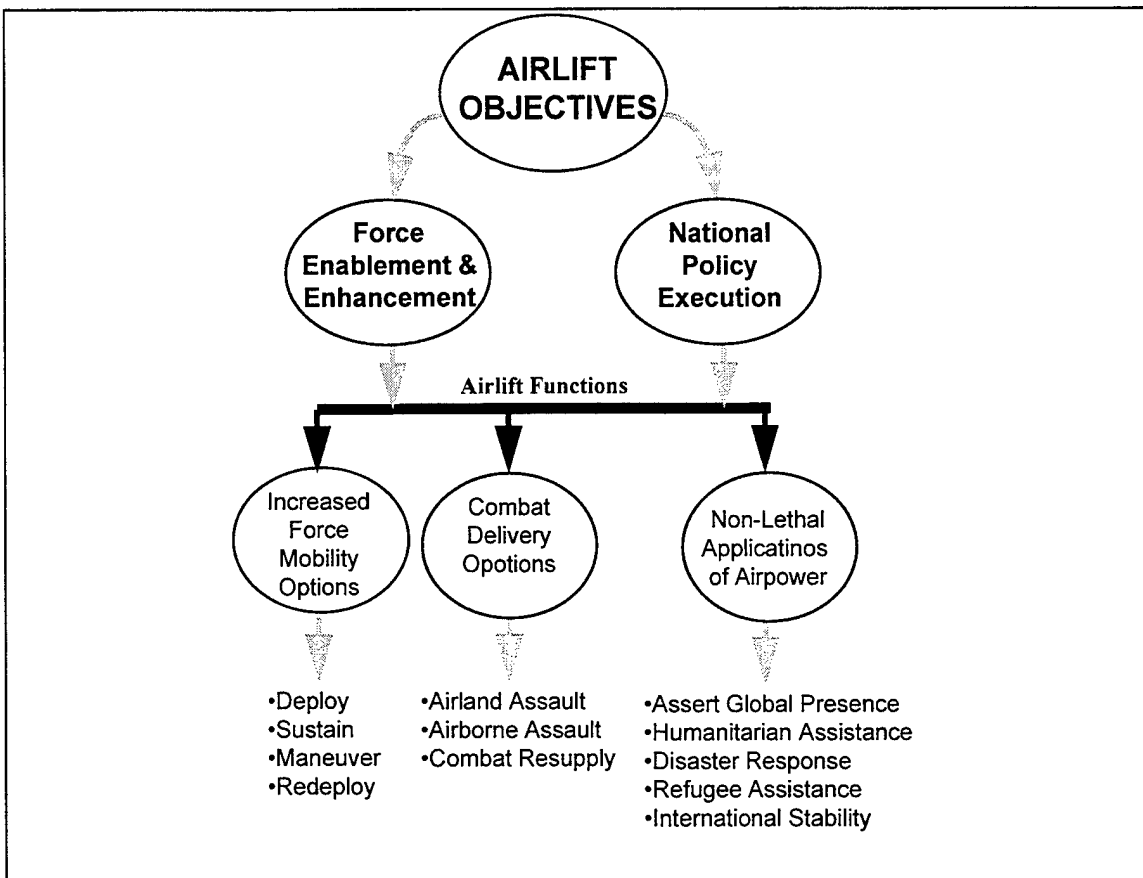 AIRLIFT
OBJECTIVES
Force
Enablement &
Enhancement
National
Policy
Execution
Airlift Functions
Increased
Force
Mobility
Options
Combat
Delivery
Opotions
Non-Lethal
Applicatinos
of Airpower
•Deploy
•Sustain
•Maneuver
•Redeploy
•Airland Assault
•Airborne Assault
•Combat Resupply
•Assert Global Presence
•Humanitarian Assistance
•Disaster Response
•Refugee Assistance
•International Stability